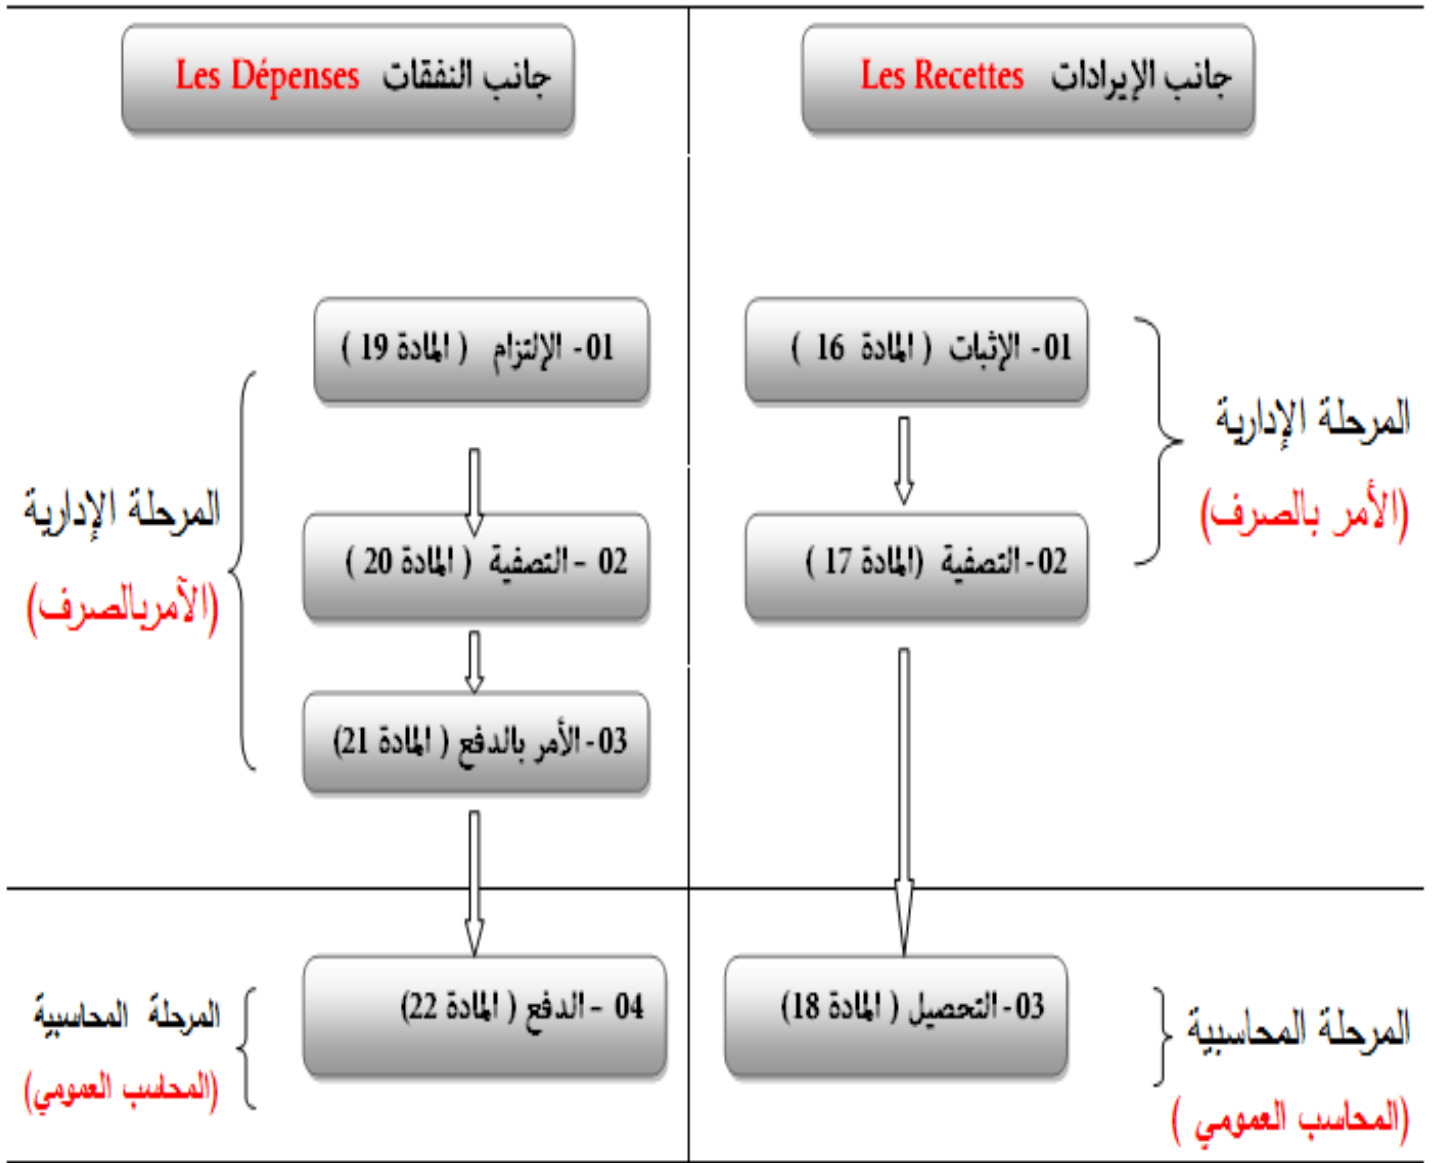 جانب الإيرادات Les Recettes
01- الإثبات ( المادة 16 )
02- التصفية (المادة 17 )
المرحلة الإدارية
(الأمر بالصرف)
03- التحصيل ( المادة 18)
المرحلة المحاسبية
(المحاسب العمومي )
جانب النفقات Les Dépenses
01- الإلتزام ( المادة 19 )
02 – التصفية ( المادة 20 )
03- الأمر بالدفع ( المادة 21)
المرحلة الإدارية
(الآمربالصرف)
04 – الدفع ( المادة 22)
المرحلة المحاسبية
(المحاسب العمومي)